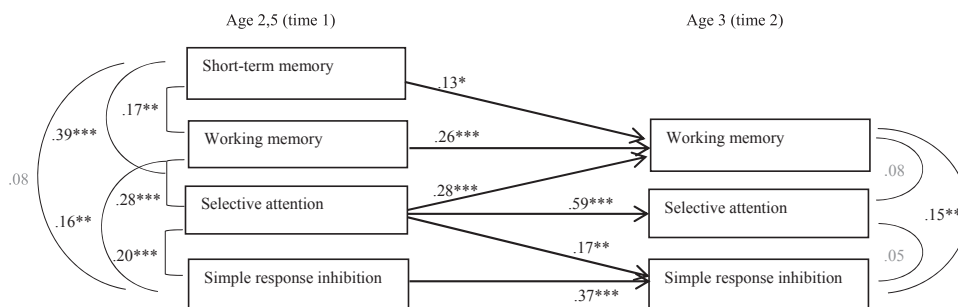 Age 2,5 (time 1)
Age 3 (time 2)
Short-term memory
.13*
.17**
.39***
Working memory
.26***
Working memory
.08
.08
.28***
.28***
Selective attention
.59***
Selective attention
.16**
.15**
.17**
.20***
.05
Simple response inhibition
Simple response inhibition
.37***